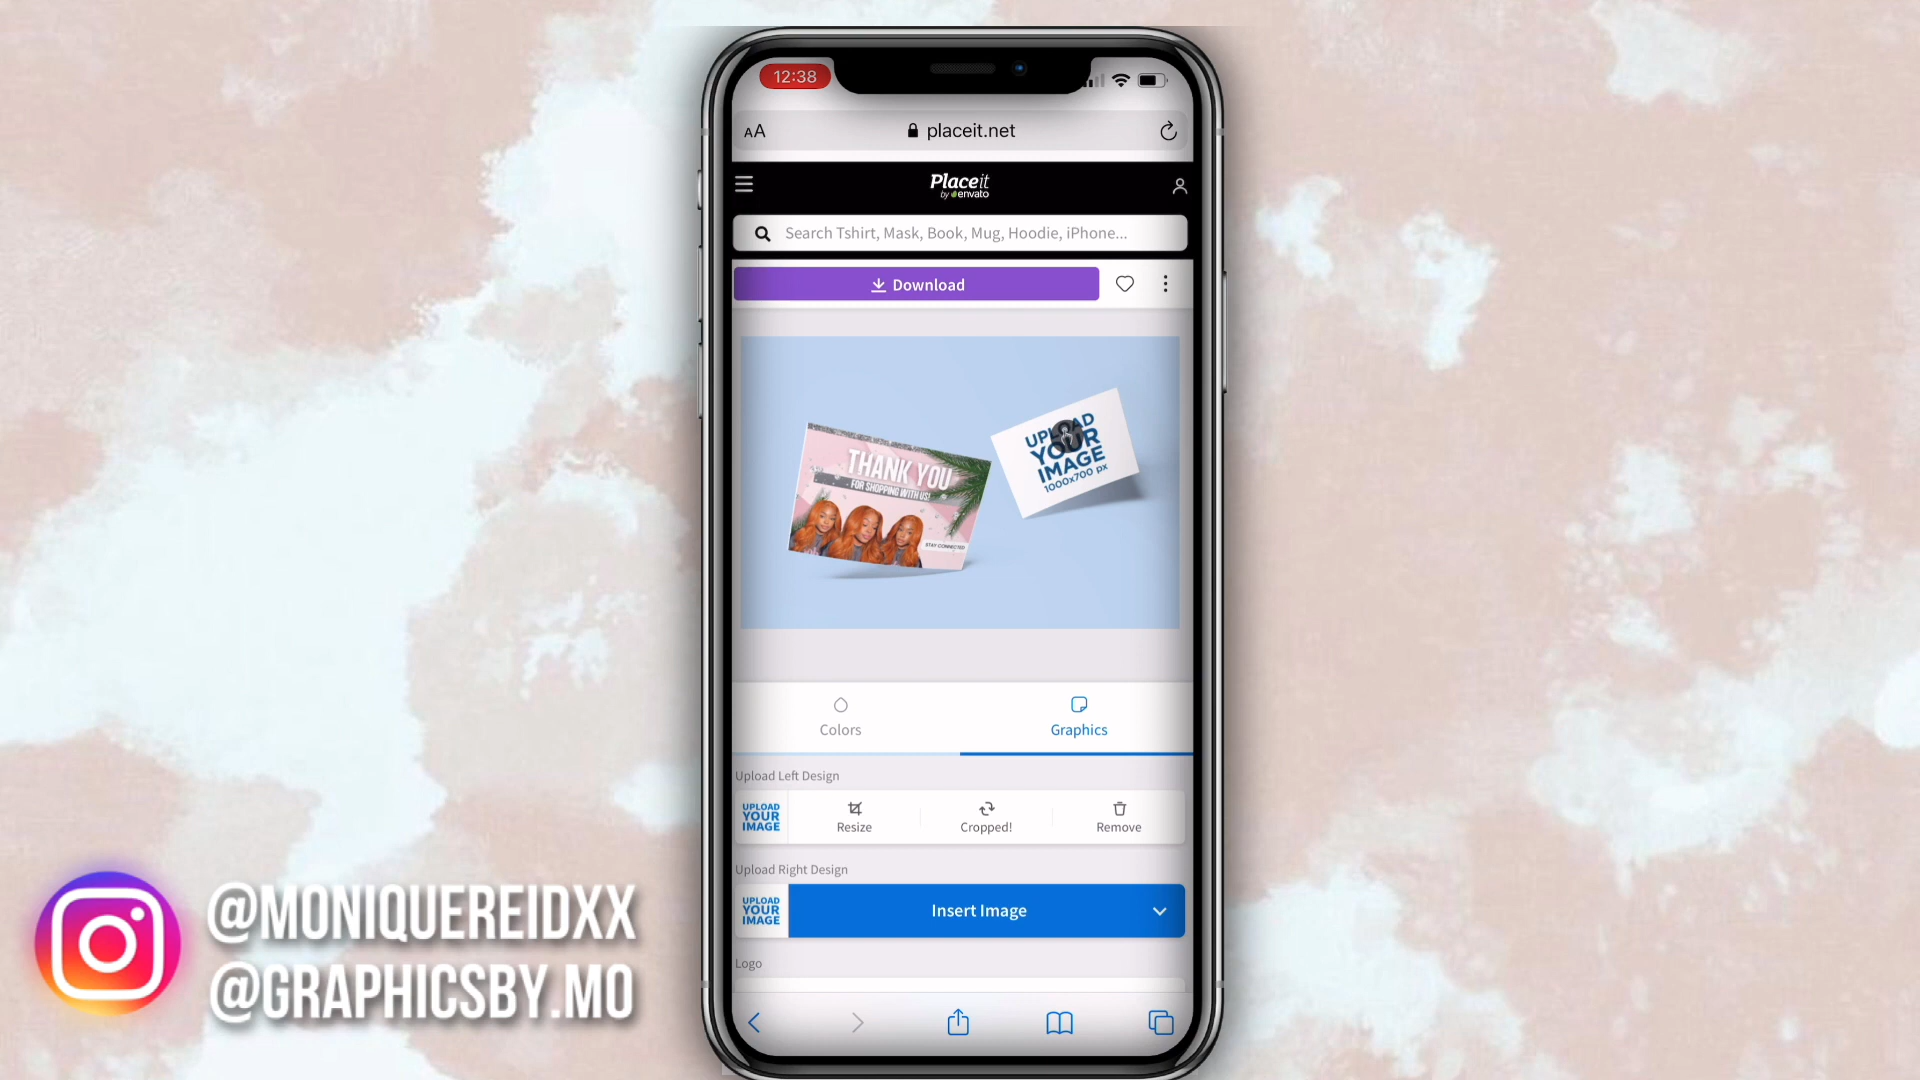 12:38
AA
placeit.net
Placeit
by envato
Search Tshirt, Mask, Book, Mug, Hoodie, iPhone...
Download
THANK YOU
FOR SHOPPING WITH US!
STAY CONNECTED
UPLOAD
YOUR
IMAGE
1000x700 px
Colors
Graphics
Upload Left Design
UPLOAD
YOUR
IMAGE
Resize
Cropped!
Remove
Upload Right Design
UPLOAD
YOUR
IMAGE
Insert Image
Logo
@MONIQUEREIDXX
@GRAPHICSBY.MO